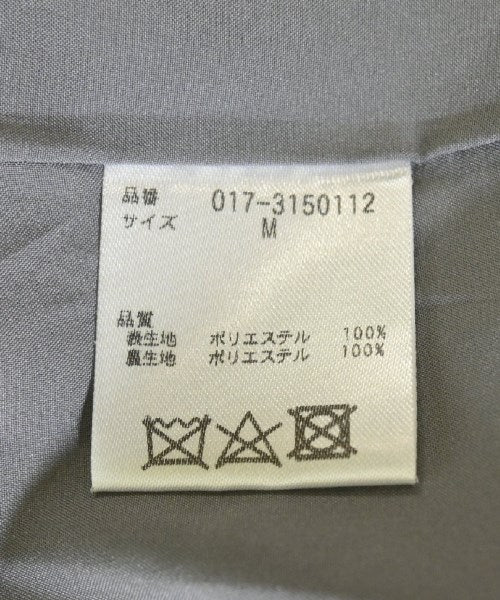 品番 017-3150112
サイズ M
品質
表生地 ポリエステル 100%
裏生地 ポリエステル 100%